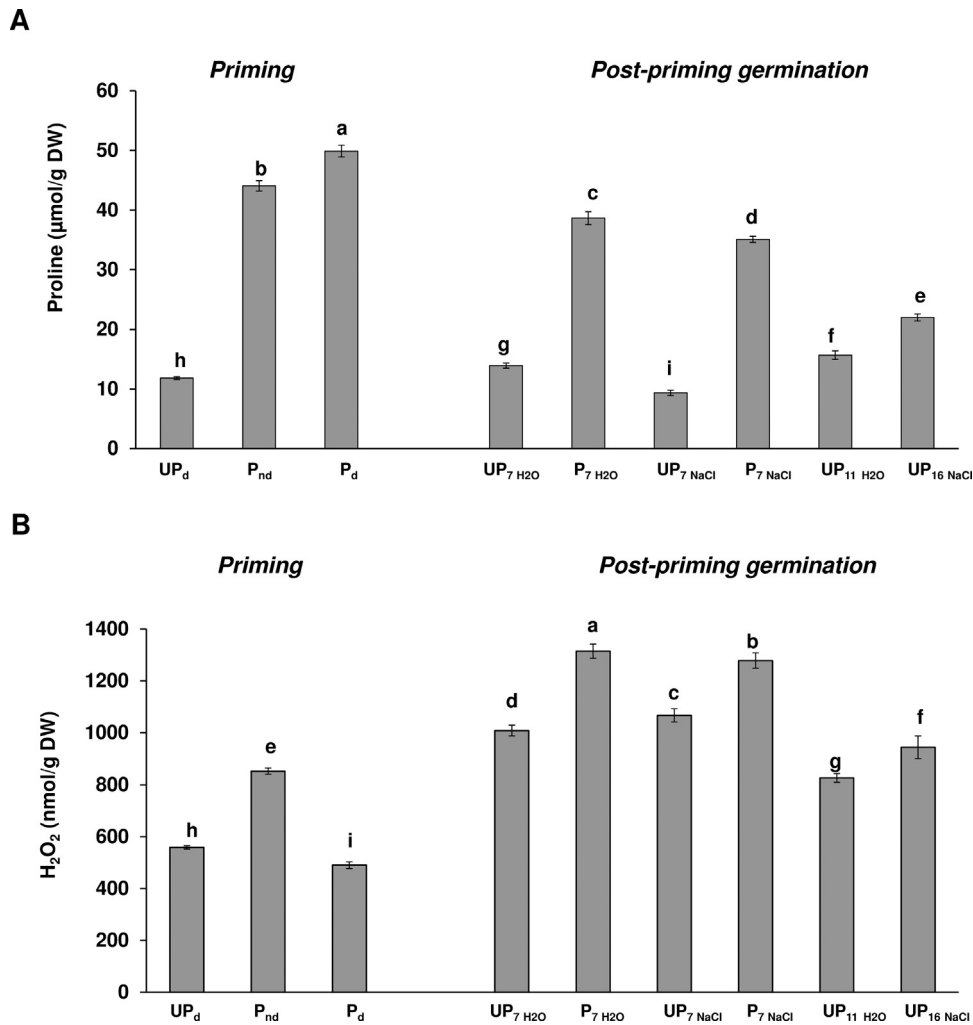 A
Priming Post-priming germination
Proline (µmol/g DW)
60
50
40
30
20
10
0
h b a g c i d f e
UPd Pnd Pd UP7 H2O P7 H2O UP7 NaCl P7 NaCl UP11 H2O UP16 NaCl
B
Priming Post-priming germination
H2O2 (nmol/g DW)
1400
1200
1000
800
600
400
200
0
h e i d a c b g f
UPd Pnd Pd UP7 H2O P7 H2O UP7 NaCl P7 NaCl UP11 H2O UP16 NaCl